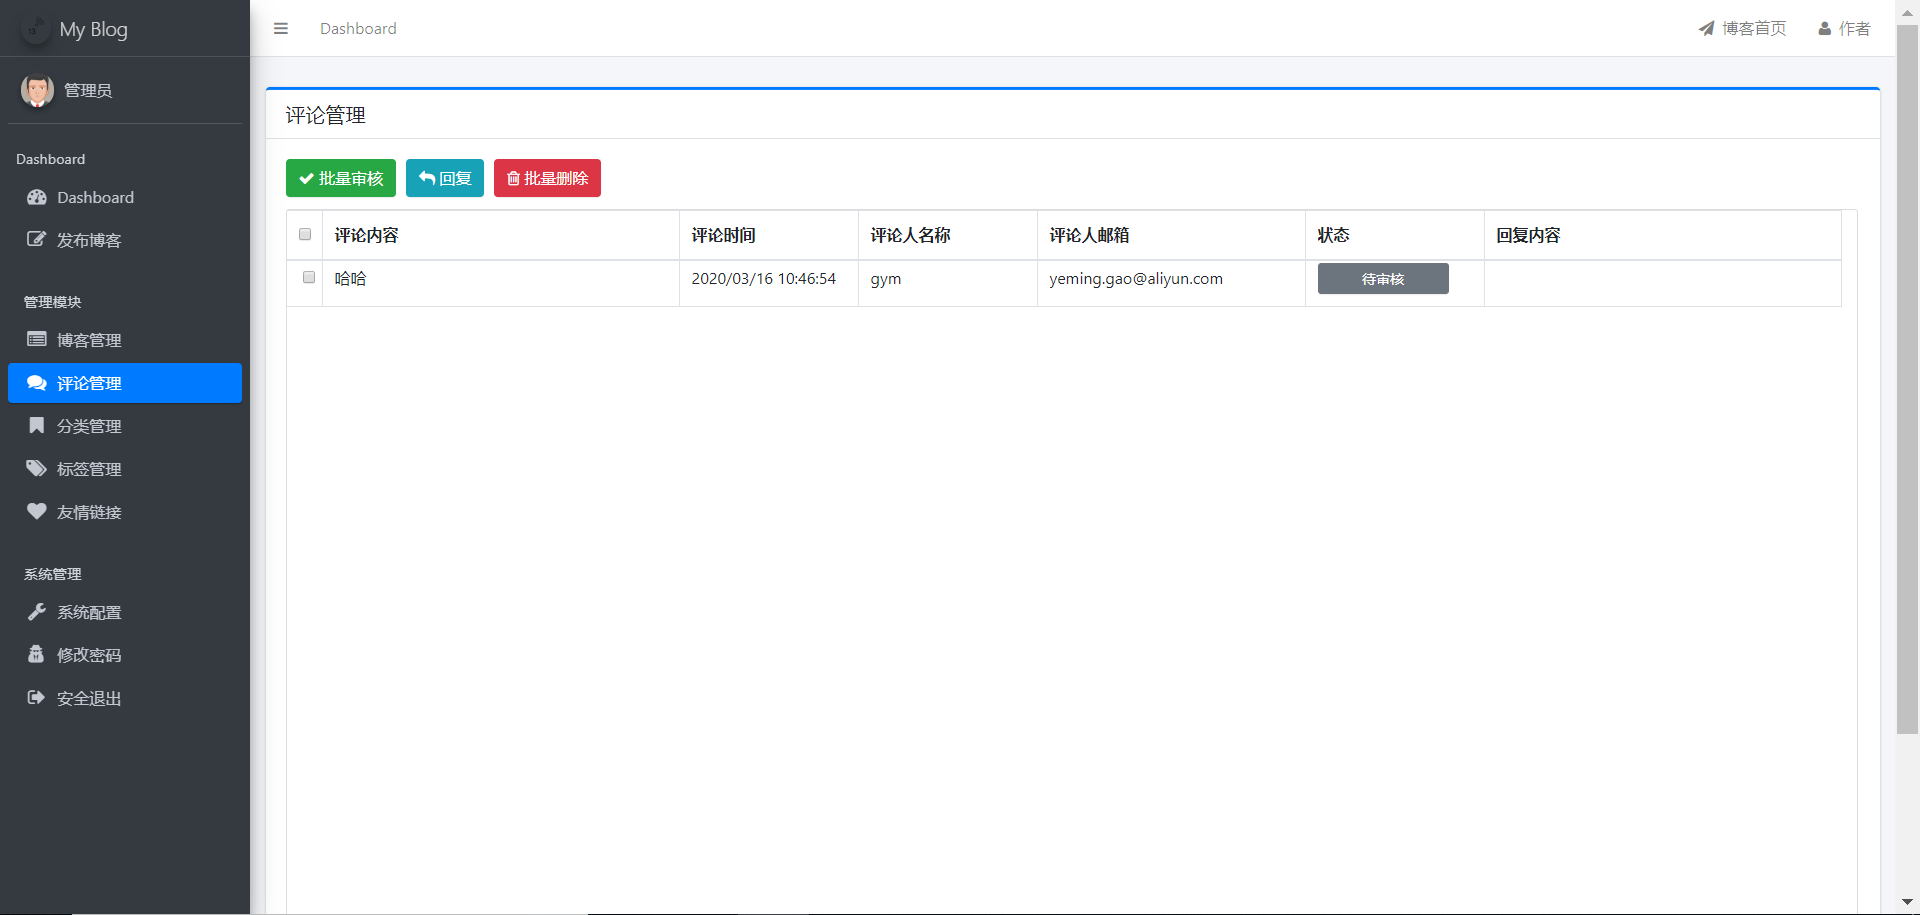 My Blog
Dashboard
博客首页
作者
管理员
Dashboard
Dashboard
发布博客
管理模块
博客管理
评论管理
分类管理
标签管理
友情链接
系统管理
系统配置
修改密码
安全退出
评论管理
批量审核 回复 批量删除
评论内容 评论时间 评论人名称 评论人邮箱 状态 回复内容
哈哈 2020/03/16 10:46:54 gym yeming.gao@aliyun.com 待审核